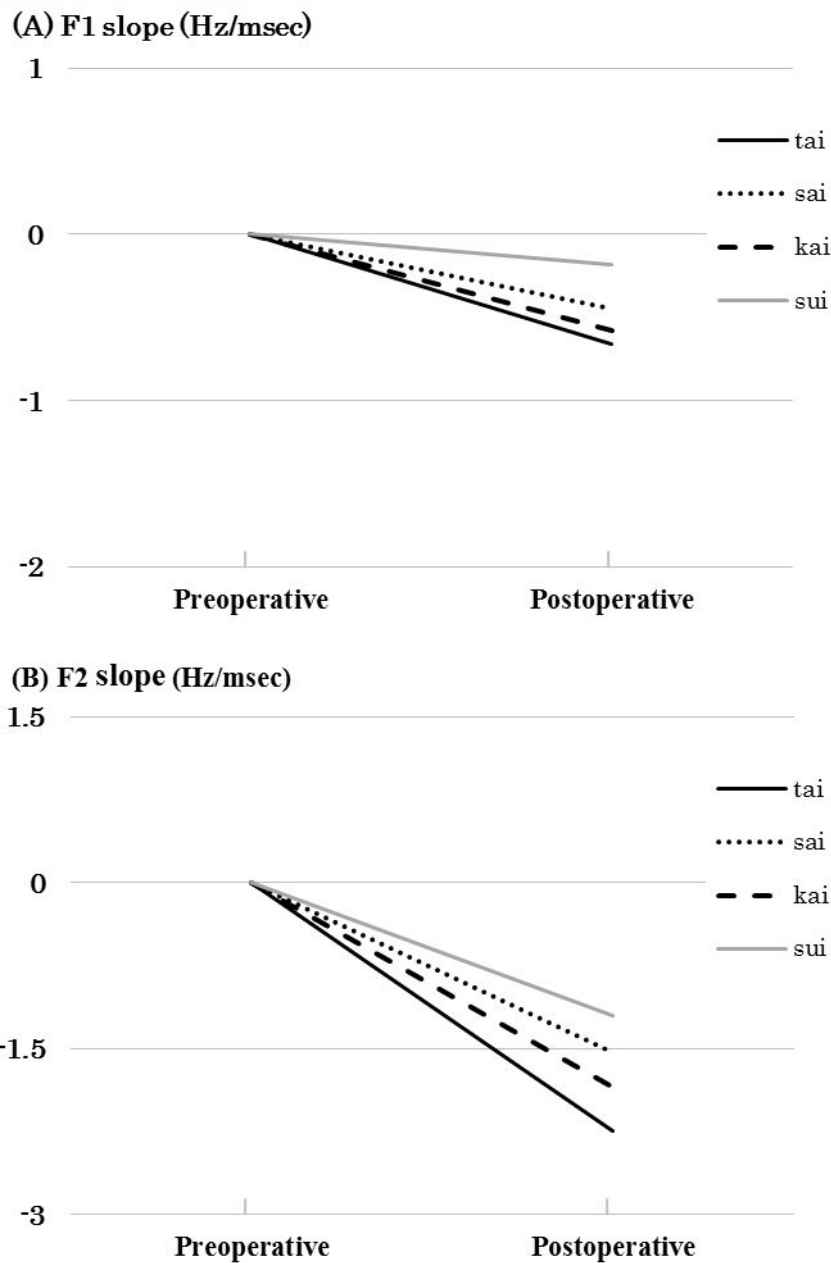 (A) F1 slope (Hz/msec)
1
tai
sai
0
kai
sui
-1
-2
Preoperative Postoperative
(B) F2 slope (Hz/msec)
1.5
tai
sai
0
kai
sui
-1.5
-3
Preoperative Postoperative